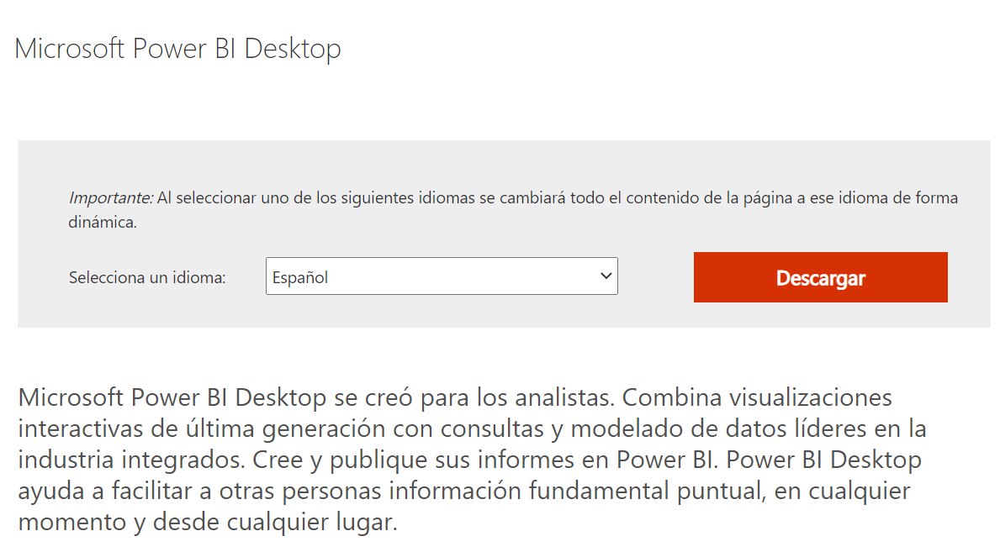 Microsoft Power BI Desktop
Importante: Al seleccionar uno de los siguientes idiomas se cambiará todo el contenido de la página a ese idioma de forma
dinámica.
Selecciona un idioma: Español Descargar
Microsoft Power BI Desktop se creó para los analistas. Combina visualizaciones
interactivas de última generación con consultas y modelado de datos líderes en la
industria integrados. Cree y publique sus informes en Power BI. Power BI Desktop
ayuda a facilitar a otras personas información fundamental puntual, en cualquier
momento y desde cualquier lugar.